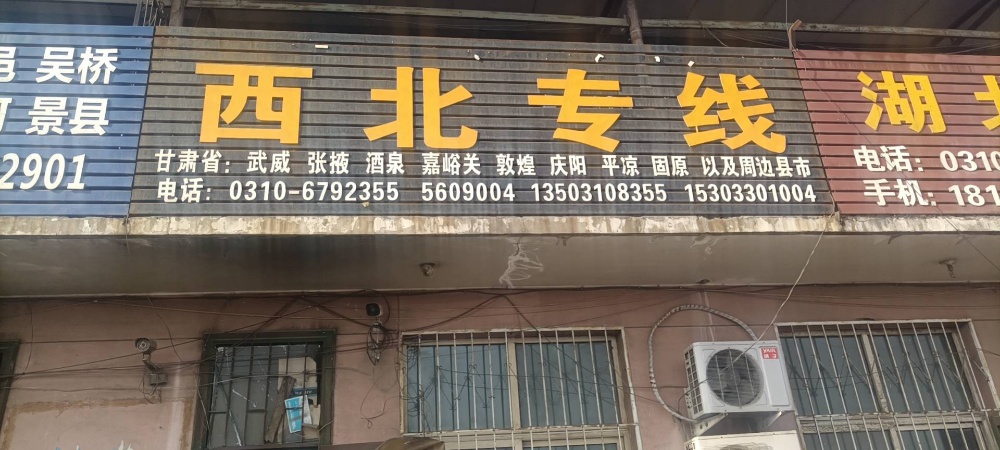 吴桥
景县
2901
西北专线
甘肃省：武威 张掖 酒泉 嘉峪关 敦煌 庆阳 平凉 固原 以及周边县市
电话：0310-6792355 5609004 13503108355 15303301004
湖
电话：0310
手机：181